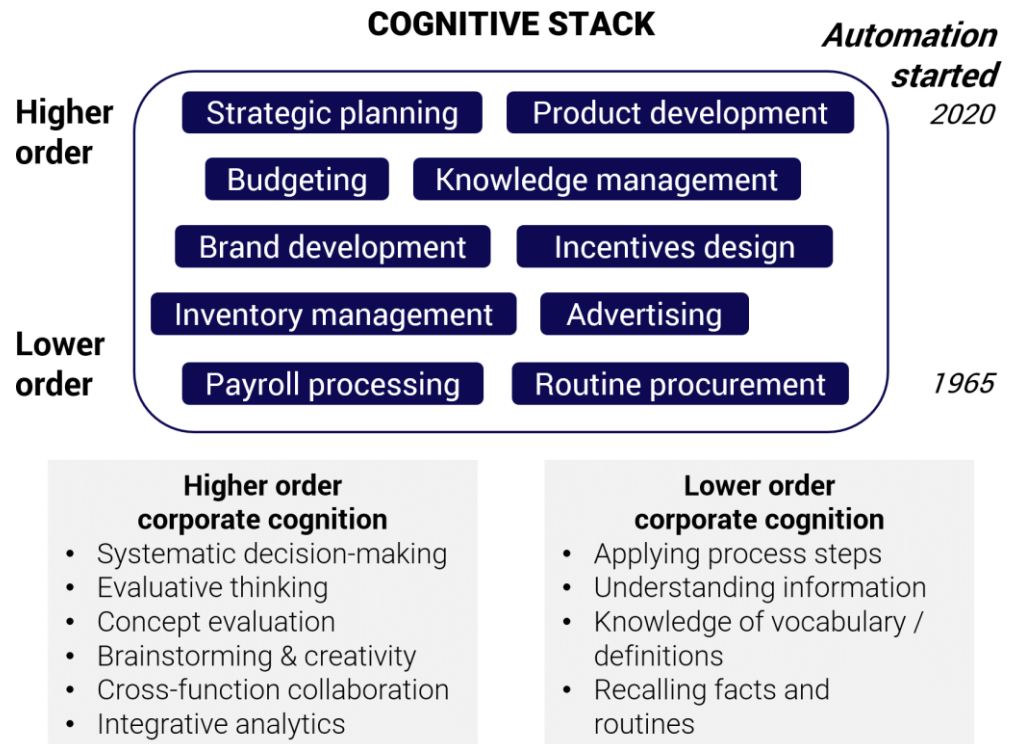 COGNITIVE STACK
Automation
started
Higher
order
2020
Strategic planning
Product development
Budgeting
Knowledge management
Brand development
Incentives design
Inventory management
Advertising
Lower
order
Payroll processing
Routine procurement
1965
Higher order
corporate cognition
• Systematic decision-making
• Evaluative thinking
• Concept evaluation
• Brainstorming & creativity
• Cross-function collaboration
• Integrative analytics
Lower order
corporate cognition
• Applying process steps
• Understanding information
• Knowledge of vocabulary /
definitions
• Recalling facts and
routines